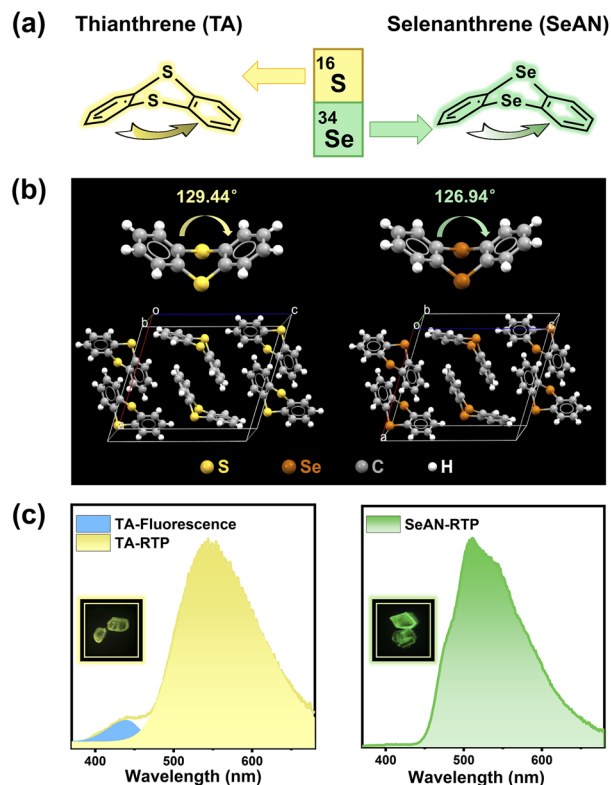 (a)
Thianthrene (TA)
Selenanthrene (SeAN)
S
S
16
S
34
Se
Se
Se
(b)
129.44°
126.94°
o
b
c
a
b
o
c
a
S
Se
C
H
(c)
TA-Fluorescence
TA-RTP
400
500
600
Wavelength (nm)
SeAN-RTP
400
500
600
Wavelength (nm)